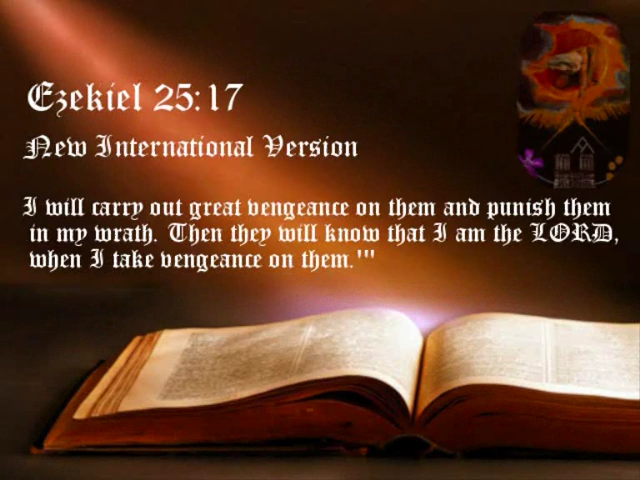 Ezekiel 25:17
New International Version
I will carry out great vengeance on them and punish them
in my wrath. Then they will know that I am the LORD,
when I take vengeance on them.'"